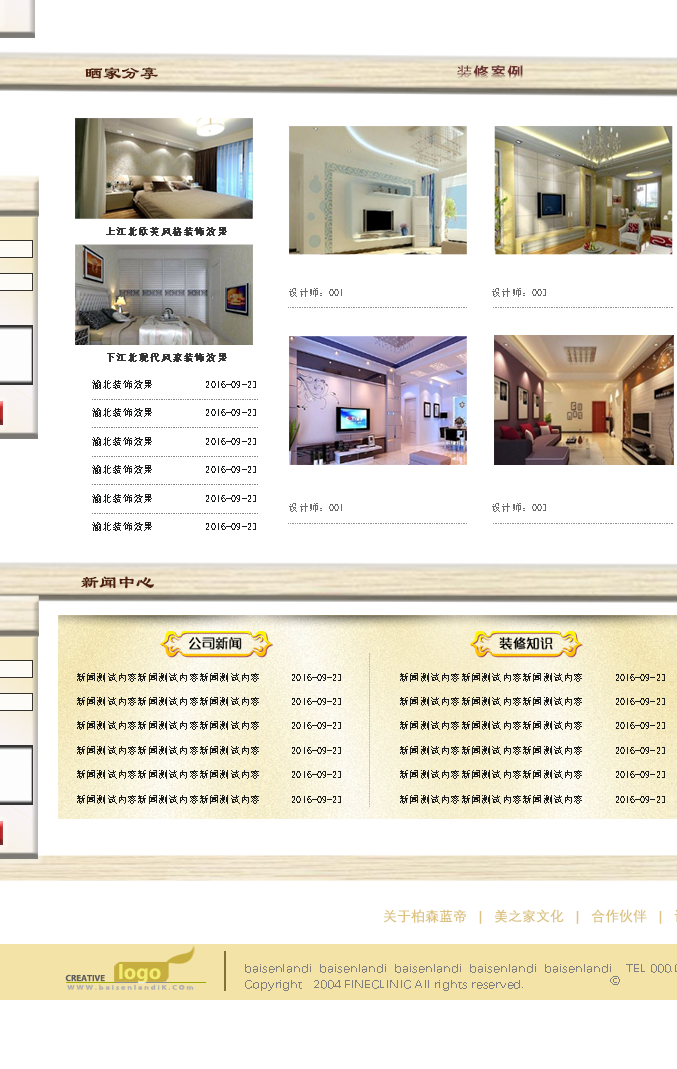 晒家分享
装修案例
上江北欧美风格装饰效果
下江北现代风家装饰效果
渝北装饰效果 2016-09-23
渝北装饰效果 2016-09-23
渝北装饰效果 2016-09-23
渝北装饰效果 2016-09-23
渝北装饰效果 2016-09-23
渝北装饰效果 2016-09-23
设计师：001
设计师：003
设计师：001
设计师：003
新闻中心
公司新闻
新闻测试内容新闻测试内容新闻测试内容 2016-09-23
新闻测试内容新闻测试内容新闻测试内容 2016-09-23
新闻测试内容新闻测试内容新闻测试内容 2016-09-23
新闻测试内容新闻测试内容新闻测试内容 2016-09-23
新闻测试内容新闻测试内容新闻测试内容 2016-09-23
新闻测试内容新闻测试内容新闻测试内容 2016-09-23
装修知识
新闻测试内容新闻测试内容新闻测试内容 2016-09-23
新闻测试内容新闻测试内容新闻测试内容 2016-09-23
新闻测试内容新闻测试内容新闻测试内容 2016-09-23
新闻测试内容新闻测试内容新闻测试内容 2016-09-23
新闻测试内容新闻测试内容新闻测试内容 2016-09-23
新闻测试内容新闻测试内容新闻测试内容 2016-09-23
关于柏森蓝帝 | 美之家文化 | 合作伙伴 |
CREATIVE logo
www.baisenlandiK.com
baisenlandi baisenlandi baisenlandi baisenlandi baisenlandi TEL 000.
Copyright 2004 FINECLINIC All rights reserved. ©